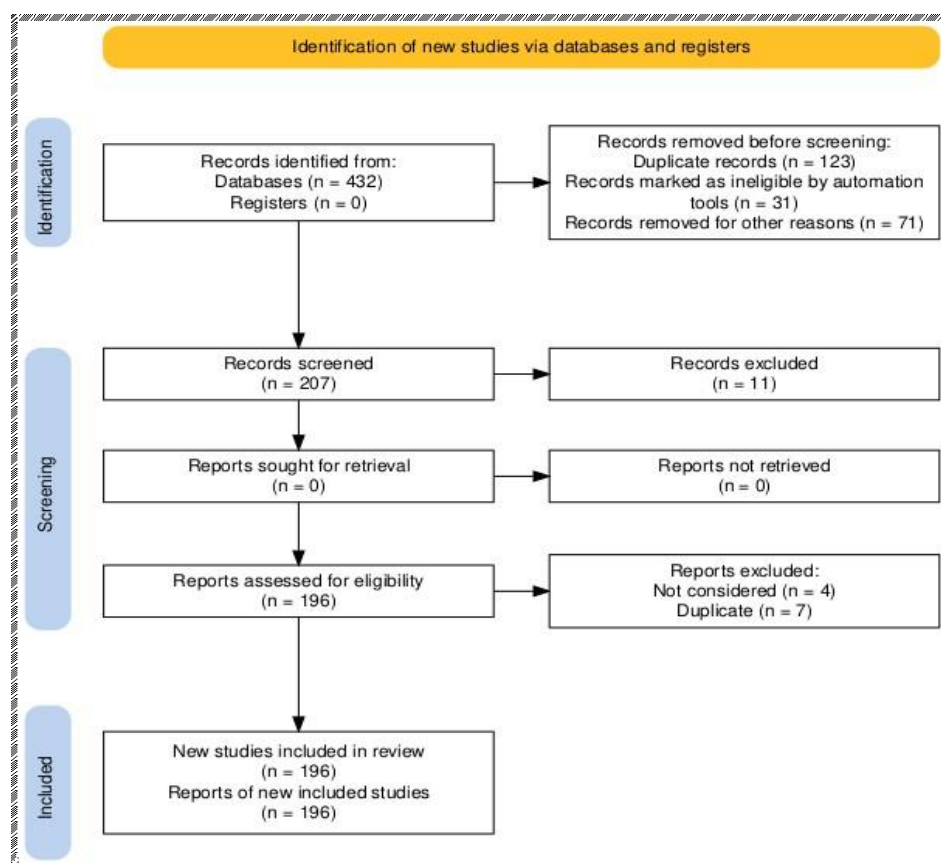 Identification of new studies via databases and registers
Identification
Records identified from:
Databases (n = 432)
Registers (n = 0)
Records removed before screening:
Duplicate records (n = 123)
Records marked as ineligible by automation
tools (n = 31)
Records removed for other reasons (n = 71)
Screening
Records screened
(n = 207)
Records excluded
(n = 11)
Reports sought for retrieval
(n = 0)
Reports not retrieved
(n = 0)
Reports assessed for eligibility
(n = 196)
Reports excluded:
Not considered (n = 4)
Duplicate (n = 7)
Included
New studies included in review
(n = 196)
Reports of new included studies
(n = 196)